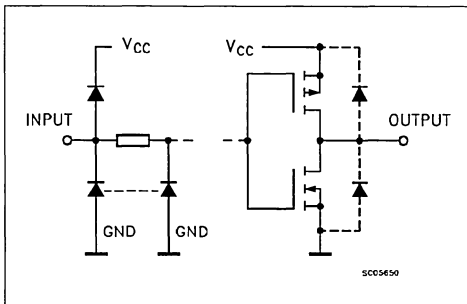 VCC
VCC
INPUT
OUTPUT
GND
GND
SC05650